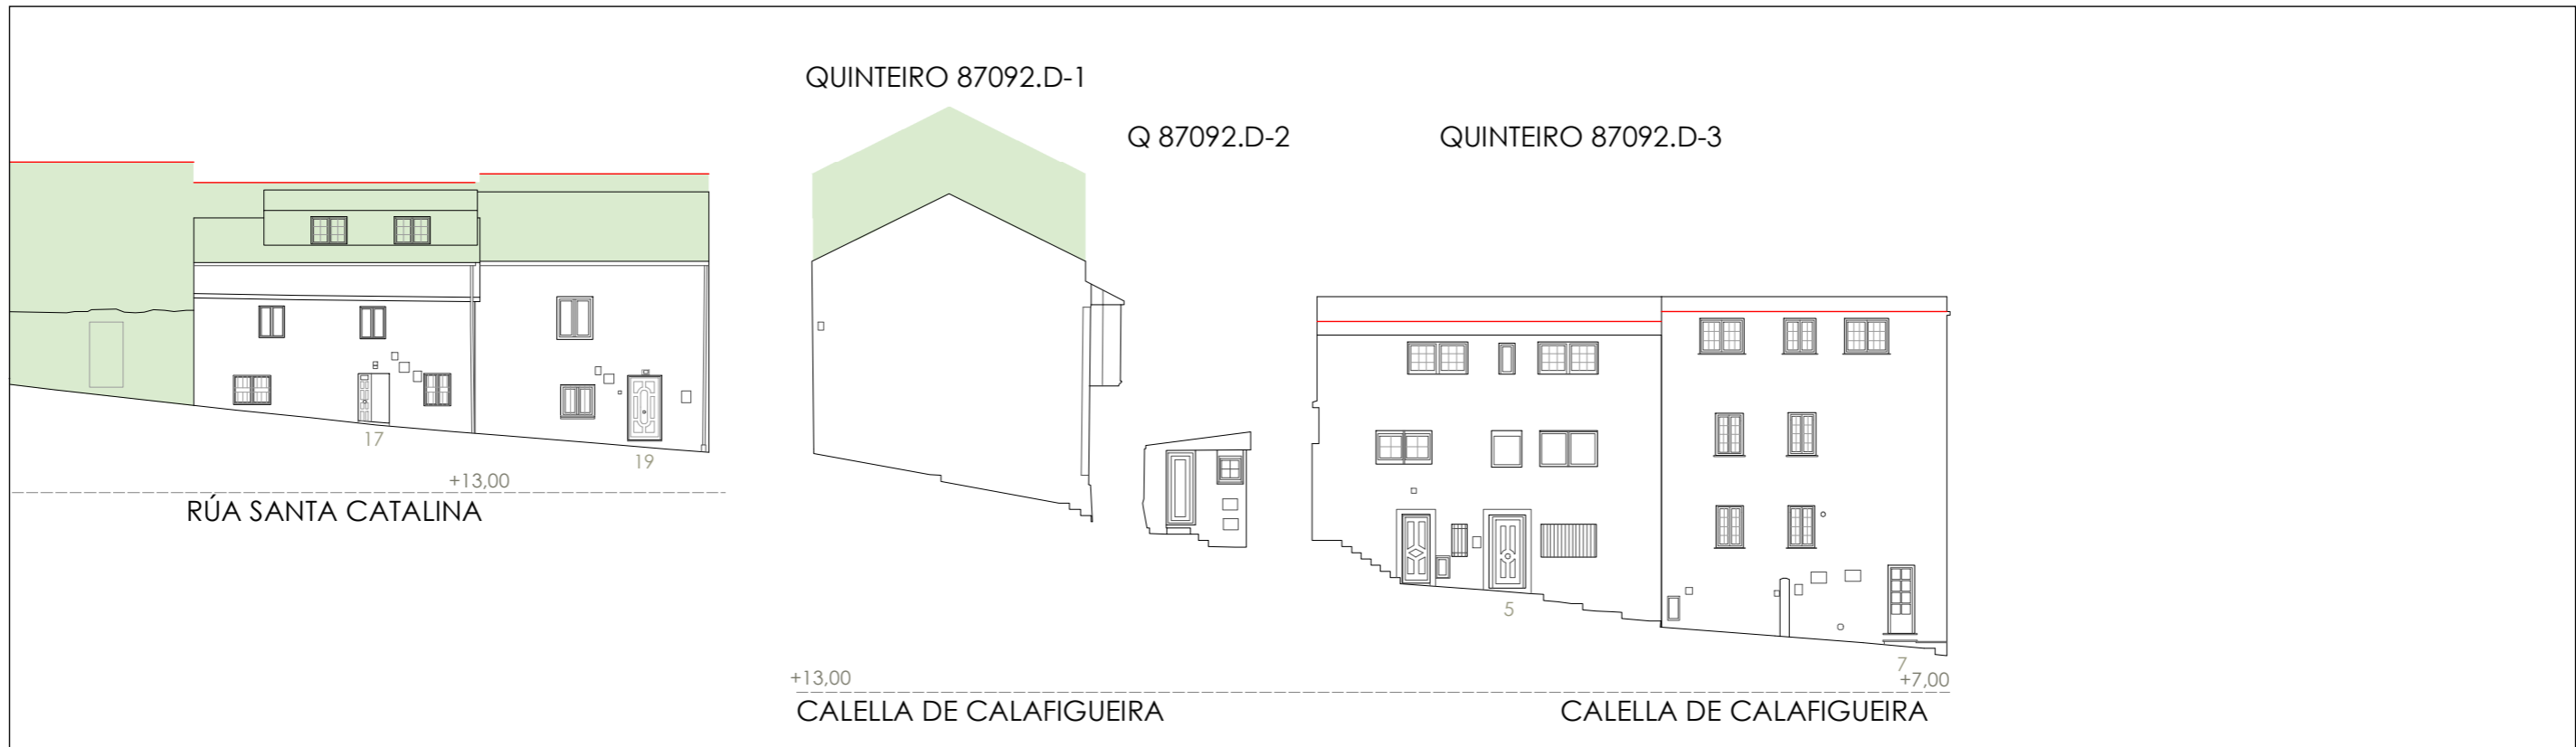 QUINTEIRO 87092.D-1
Q 87092.D-2
QUINTEIRO 87092.D-3
17
19
+13,00
RÚA SANTA CATALINA
5
7
+13,00
+7,00
CALELLA DE CALAFIGUEIRA
CALELLA DE CALAFIGUEIRA